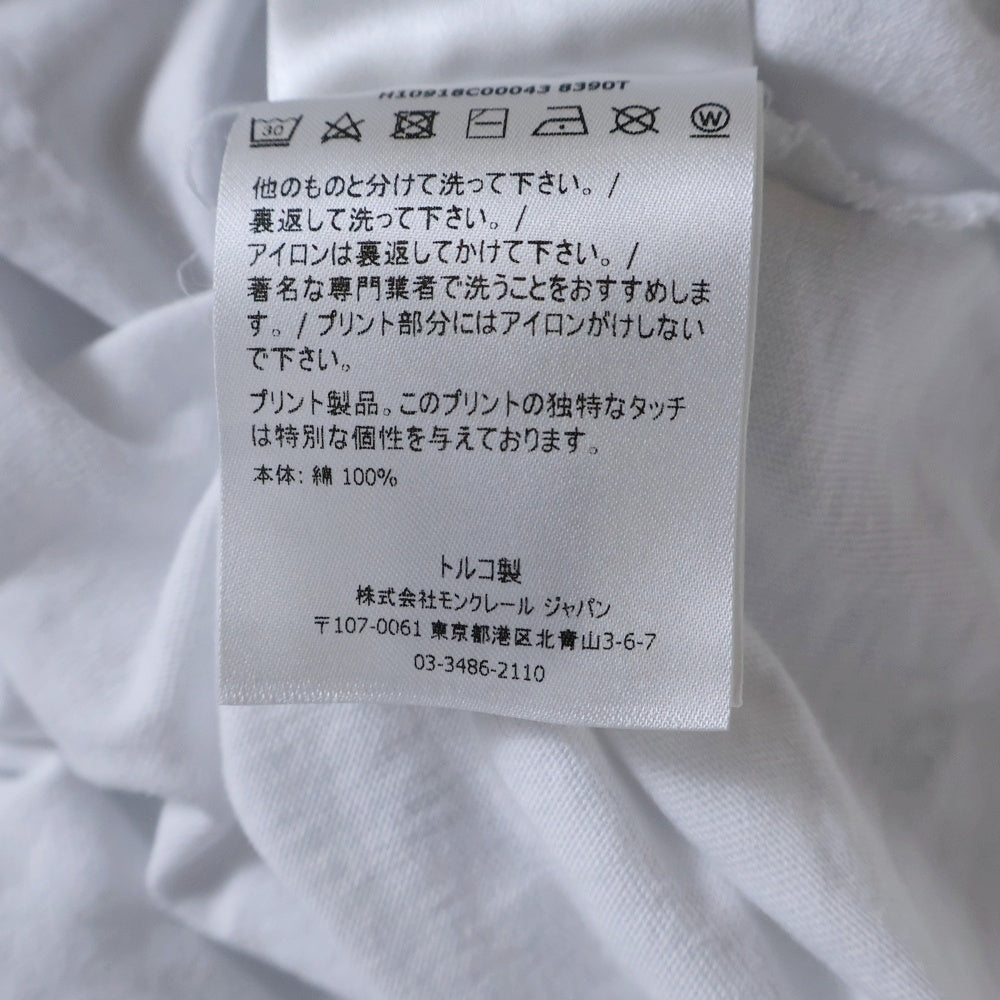 H10918C00043 8390T
30 W
他のものと分けて洗って下さい。/
裏返して洗って下さい。/
アイロンは裏返してかけて下さい。/
著名な専門業者で洗うことをおすすめしま
す。/ プリント部分にはアイロンがけしない
で下さい。
プリント製品。このプリントの独特なタッチ
は特別な個性を与えております。
本体: 綿 100%
トルコ製
株式会社モンクレール ジャパン
〒107-0061 東京都港区北青山3-6-7
03-3486-2110